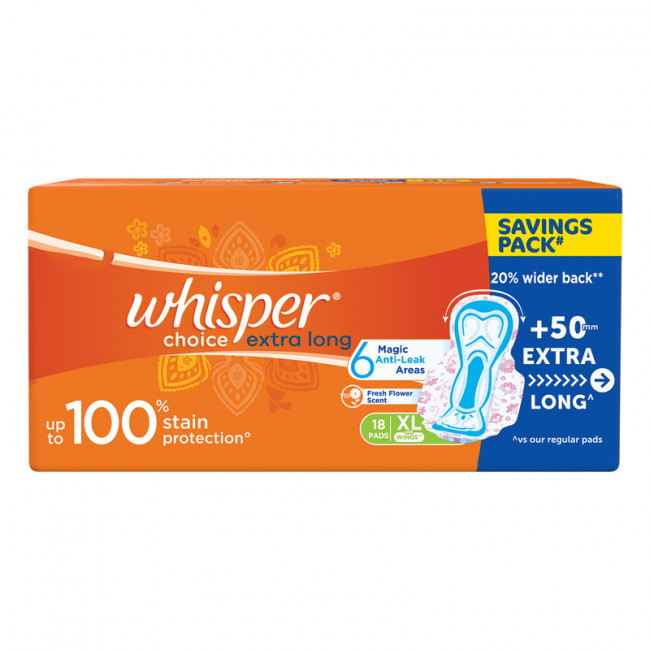 whisper®
choice extra long
up to 100% stain protection°
6 Magic Anti-Leak Areas
Fresh Flower Scent
18 PADS
XL
WINGS™
SAVINGS PACK#
20% wider back**
+50mm
EXTRA
>>>>>>>
LONG^
^vs our regular pads